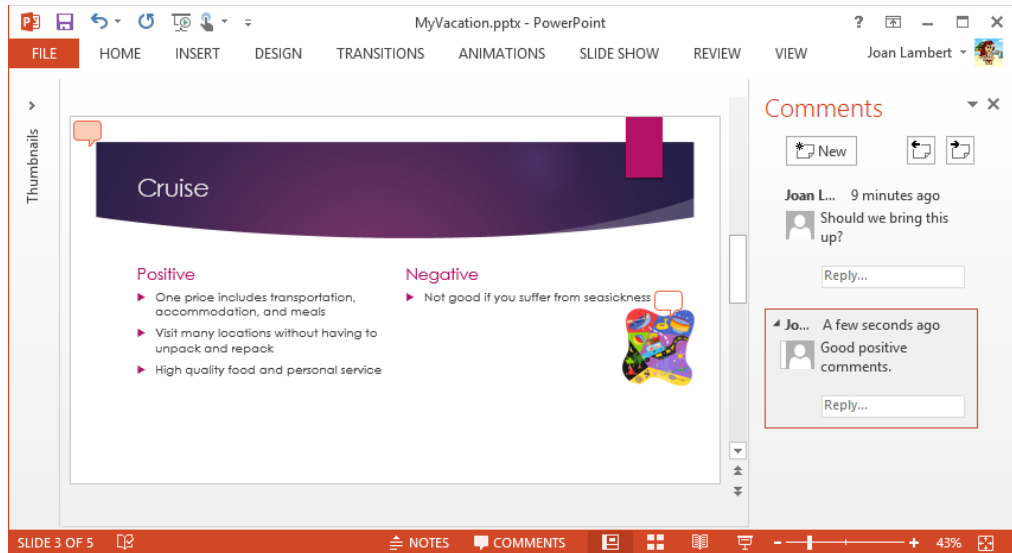 MyVacation.pptx - PowerPoint
?
FILE HOME INSERT DESIGN TRANSITIONS ANIMATIONS SLIDE SHOW REVIEW VIEW Joan Lambert
Thumbnails
Cruise
Positive
One price includes transportation,
accommodation, and meals
Visit many locations without having to
unpack and repack
High quality food and personal service
Negative
Not good if you suffer from seasickness
Comments
New
Joan L... 9 minutes ago
Should we bring this
up?
Reply...
Jo... A few seconds ago
Good positive
comments.
Reply...
SLIDE 3 OF 5 NOTES COMMENTS 43%